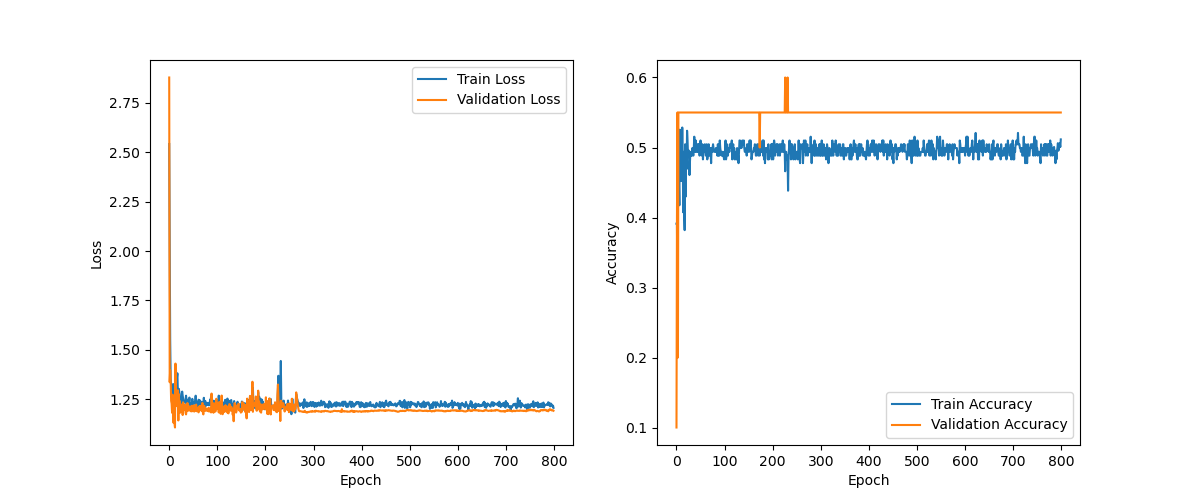 Train Loss
Validation Loss
2.75
2.50
2.25
2.00
1.75
1.50
1.25
Loss
0 100 200 300 400 500 600 700 800
Epoch
0.6
0.5
0.4
0.3
0.2
0.1
Accuracy
Train Accuracy
Validation Accuracy
0 100 200 300 400 500 600 700 800
Epoch